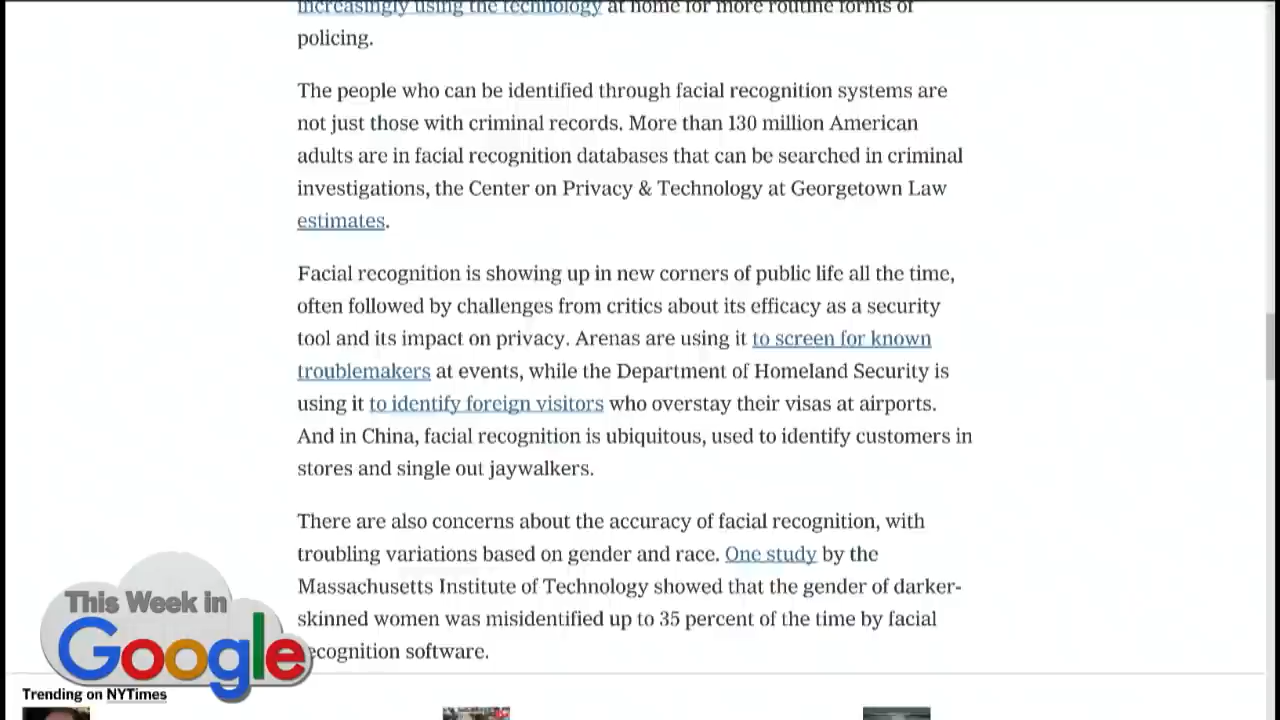 increasingly using the technology at home for more routine forms of
policing.
The people who can be identified through facial recognition systems are
not just those with criminal records. More than 130 million American
adults are in facial recognition databases that can be searched in criminal
investigations, the Center on Privacy & Technology at Georgetown Law
estimates.
Facial recognition is showing up in new corners of public life all the time,
often followed by challenges from critics about its efficacy as a security
tool and its impact on privacy. Arenas are using it to screen for known
troublemakers at events, while the Department of Homeland Security is
using it to identify foreign visitors who overstay their visas at airports.
And in China, facial recognition is ubiquitous, used to identify customers in
stores and single out jaywalkers.
There are also concerns about the accuracy of facial recognition, with
troubling variations based on gender and race. One study by the
Massachusetts Institute of Technology showed that the gender of darker-
skinned women was misidentified up to 35 percent of the time by facial
recognition software.
This Week in
Google
Trending on NYTimes